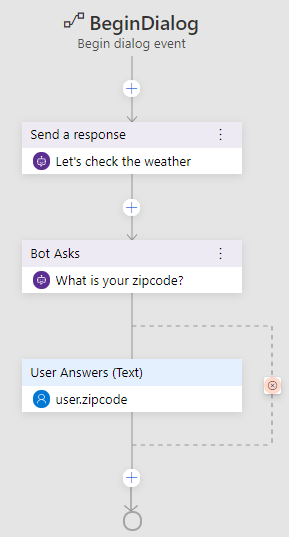 BeginDialog
Begin dialog event
Send a response
Let's check the weather
Bot Asks
What is your zipcode?
User Answers (Text)
user.zipcode